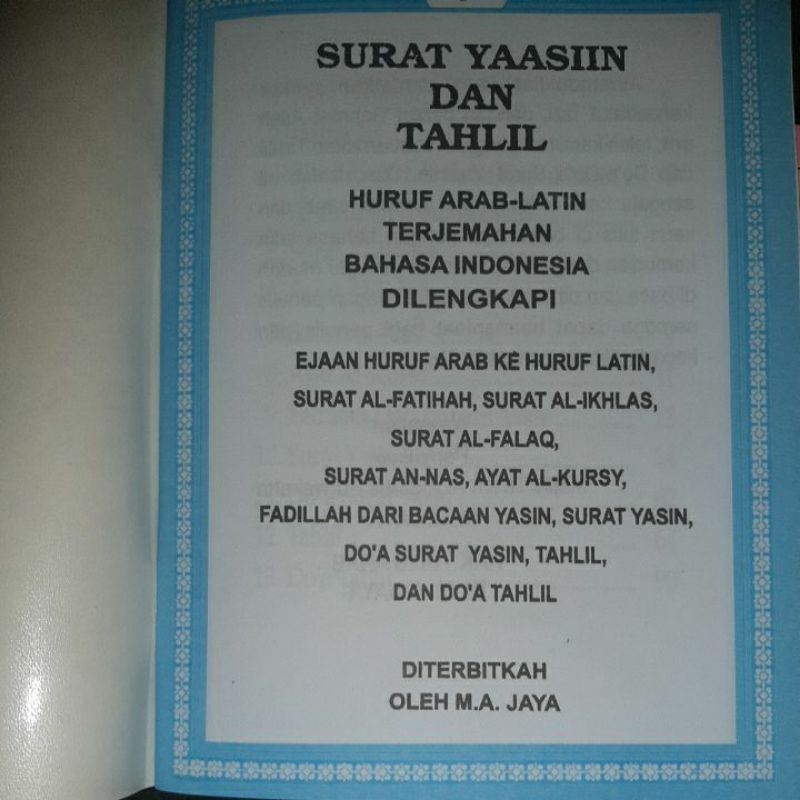 SURAT YAASIIN
DAN
TAHLIL
HURUF ARAB-LATIN
TERJEMAHAN
BAHASA INDONESIA
DILENGKAPI
EJAAN HURUF ARAB KE HURUF LATIN,
SURAT AL-FATIHAH, SURAT AL-IKHLAS,
SURAT AL-FALAQ,
SURAT AN-NAS, AYAT AL-KURSY,
FADILLAH DARI BACAAN YASIN, SURAT YASIN,
DO'A SURAT YASIN, TAHLIL,
DAN DO'A TAHLIL
DITERBITKAH
OLEH M.A. JAYA